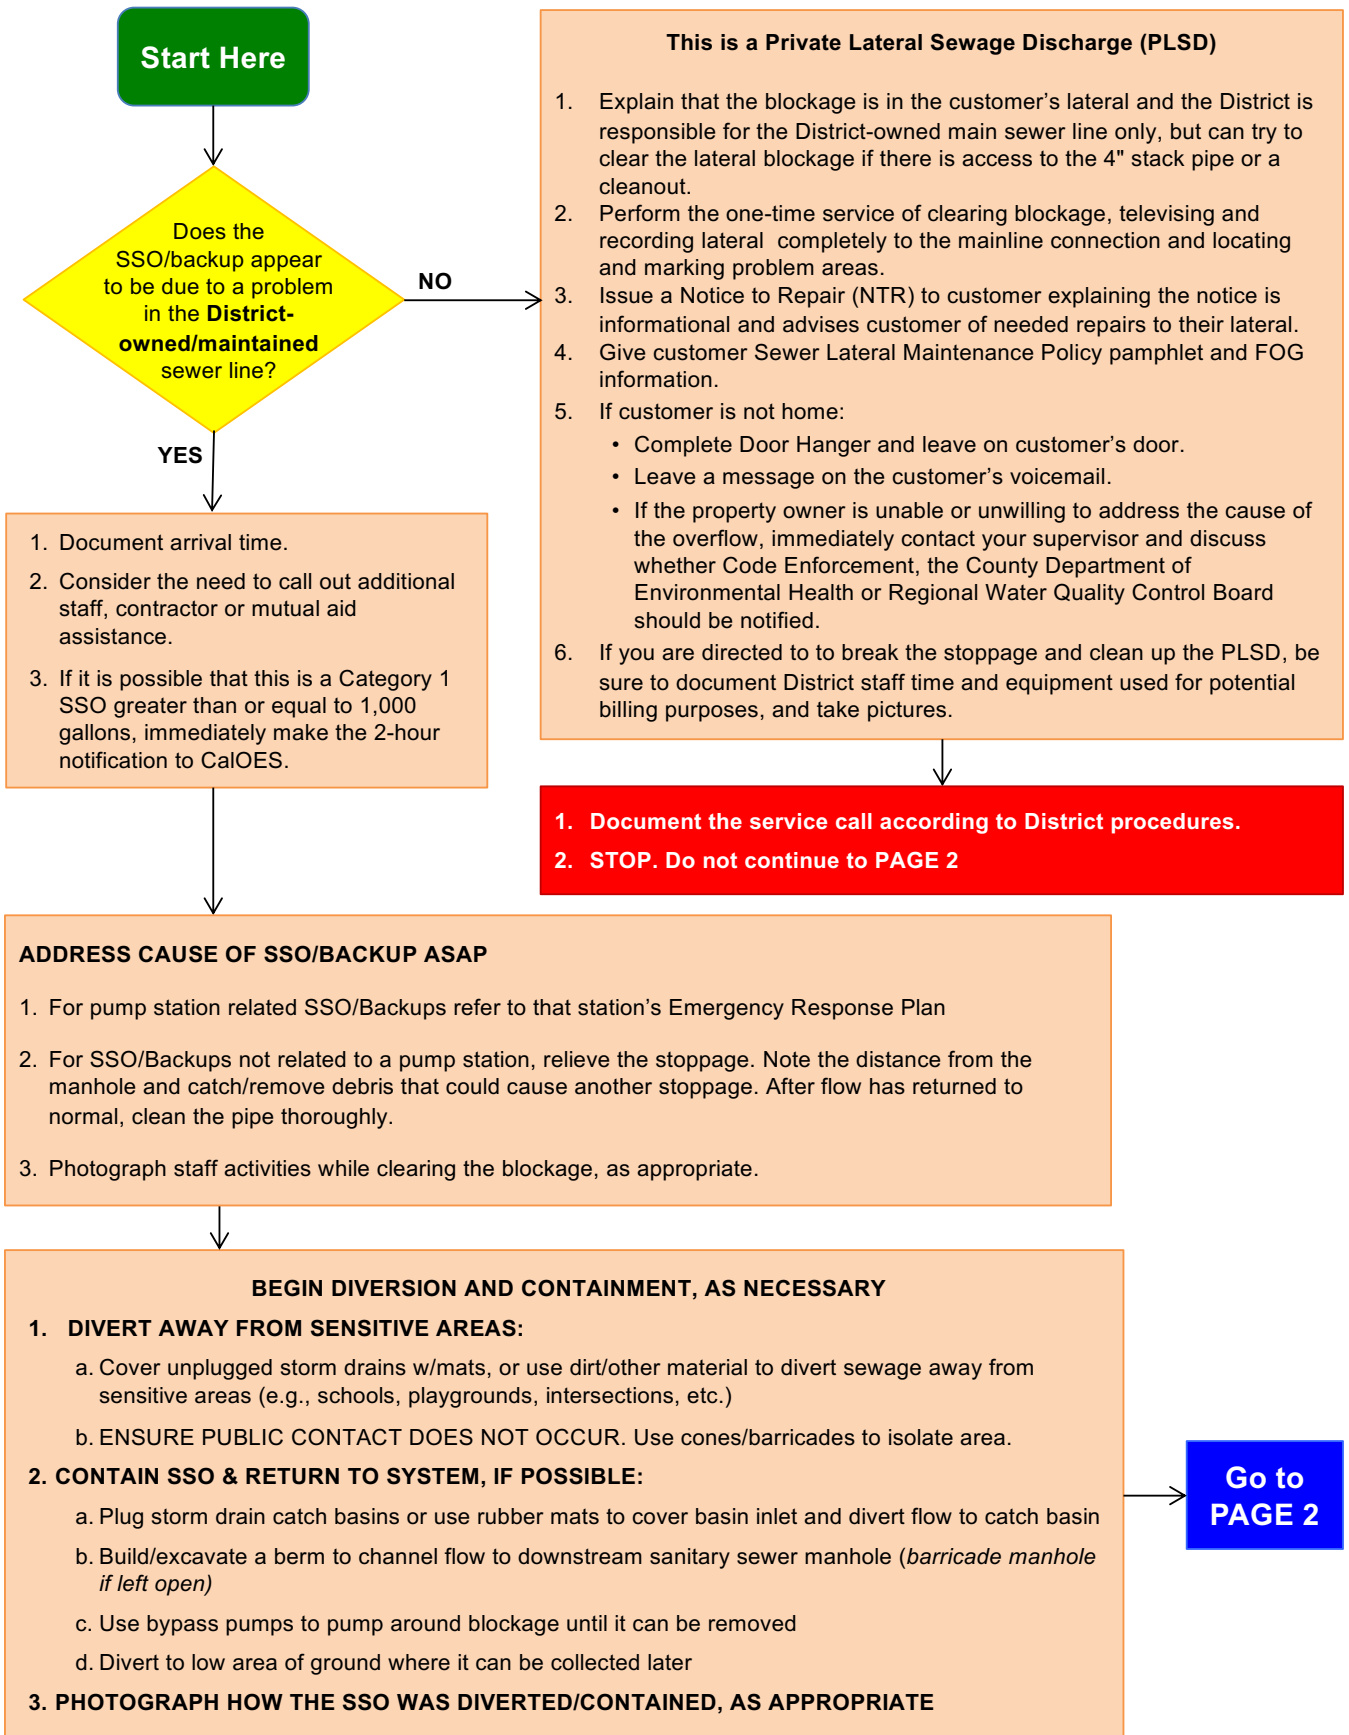 Start Here
Does the
SSO/backup appear
to be due to a problem
in the District-
owned/maintained
sewer line?
NO
YES
This is a Private Lateral Sewage Discharge (PLSD)
1. Explain that the blockage is in the customer's lateral and the District is
responsible for the District-owned main sewer line only, but can try to
clear the lateral blockage if there is access to the 4" stack pipe or a
cleanout.
2. Perform the one-time service of clearing blockage, televising and
recording lateral completely to the mainline connection and locating
and marking problem areas.
3. Issue a Notice to Repair (NTR) to customer explaining the notice is
informational and advises customer of needed repairs to their lateral.
4. Give customer Sewer Lateral Maintenance Policy pamphlet and FOG
information.
5. If customer is not home:
• Complete Door Hanger and leave on customer's door.
• Leave a message on the customer's voicemail.
• If the property owner is unable or unwilling to address the cause of
the overflow, immediately contact your supervisor and discuss
whether Code Enforcement, the County Department of
Environmental Health or Regional Water Quality Control Board
should be notified.
6. If you are directed to to break the stoppage and clean up the PLSD, be
sure to document District staff time and equipment used for potential
billing purposes, and take pictures.
1. Document the service call according to District procedures.
2. STOP. Do not continue to PAGE 2
1. Document arrival time.
2. Consider the need to call out additional
staff, contractor or mutual aid
assistance.
3. If it is possible that this is a Category 1
SSO greater than or equal to 1,000
gallons, immediately make the 2-hour
notification to CalOES.
ADDRESS CAUSE OF SSO/BACKUP ASAP
1. For pump station related SSO/Backups refer to that station's Emergency Response Plan
2. For SSO/Backups not related to a pump station, relieve the stoppage. Note the distance from the
manhole and catch/remove debris that could cause another stoppage. After flow has returned to
normal, clean the pipe thoroughly.
3. Photograph staff activities while clearing the blockage, as appropriate.
BEGIN DIVERSION AND CONTAINMENT, AS NECESSARY
1. DIVERT AWAY FROM SENSITIVE AREAS:
a. Cover unplugged storm drains w/mats, or use dirt/other material to divert sewage away from
sensitive areas (e.g., schools, playgrounds, intersections, etc.)
b. ENSURE PUBLIC CONTACT DOES NOT OCCUR. Use cones/barricades to isolate area.
2. CONTAIN SSO & RETURN TO SYSTEM, IF POSSIBLE:
a. Plug storm drain catch basins or use rubber mats to cover basin inlet and divert flow to catch basin
b. Build/excavate a berm to channel flow to downstream sanitary sewer manhole (barricade manhole
if left open)
c. Use bypass pumps to pump around blockage until it can be removed
d. Divert to low area of ground where it can be collected later
3. PHOTOGRAPH HOW THE SSO WAS DIVERTED/CONTAINED, AS APPROPRIATE
Go to
PAGE 2